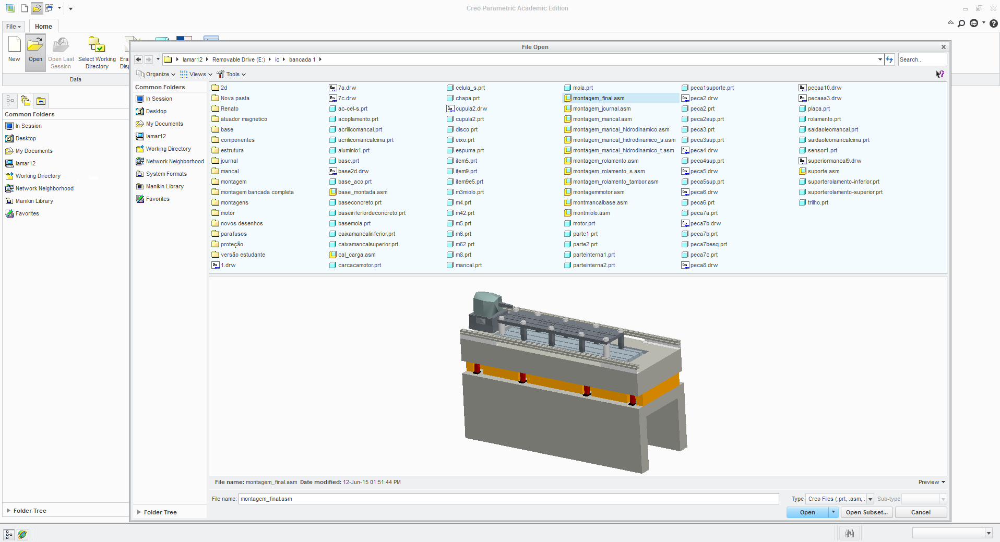 Creo Parametric Academic Edition
File
Home
New
Open
Open Last Session
Select Working Directory
Data
File Open
lamar12
Removable Drive (E:)
ic
bancada 1
Search...
Organize
Views
Tools
Common Folders
In Session
Desktop
My Documents
lamar12
Working Directory
Network Neighborhood
Manikin Library
Favorites
Folder Tree
Common Folders
In Session
Desktop
My Documents
lamar12
Working Directory
Network Neighborhood
System Formats
Manikin Library
Favorites
Folder Tree
2d
Nova pasta
Renato
atuador magnetico
base
componentes
estrutura
journal
mancal
montagem
montagem bancada completa
montagens
motor
novos desenhos
parafusos
proteção
versão estudante
1.drw
7a.drw
7c.drw
ac-cel-s.prt
acoplamento.prt
acrilicomancal.prt
acrilicomancalcima.prt
aluminio1.prt
base.prt
base2d.drw
base_aco.prt
base_montada.asm
baseconcreto.prt
baseinferiordeconcreto.prt
basemola.prt
caixamancalinferior.prt
caixamancalsuperior.prt
cal_carga.asm
carcacamotor.prt
celula_s.prt
chapa.prt
cupula2.drw
cupula2.prt
disco.prt
eixo.prt
espuma.prt
item5.prt
item9.prt
item9e5.prt
m3miolo.prt
m4.prt
m42.prt
m5.prt
m6.prt
m62.prt
m8.prt
mancal.prt
mola.prt
montagem_final.asm
montagem_journal.asm
montagem_mancal.asm
montagem_mancal_hidrodinamico.asm
montagem_mancal_hidrodinamico_s.asm
montagem_mancal_hidrodinamico_t.asm
montagem_rolamento.asm
montagem_rolamento_s.asm
montagem_rolamento_tambor.asm
montagemmotor.asm
montmancalbase.asm
montmiolo.asm
motor.prt
parte1.prt
parte2.prt
parteinterna1.prt
parteinterna2.prt
peca1suporte.prt
peca2.drw
peca2.prt
peca2sup.prt
peca3.prt
peca3sup.prt
peca4.drw
peca4sup.prt
peca5.drw
peca5sup.prt
peca6.drw
peca6.prt
peca7a.prt
peca7b.drw
peca7b.prt
peca7besq.prt
peca7c.prt
peca8.drw
pecaa10.drw
pecaaa3.drw
placa.prt
rolamento.prt
saidaoleomancal.prt
saidaoleomancalcima.prt
sensor1.prt
superiormancal9.drw
suporte.asm
suporterolamento-inferior.prt
suporterolamento-superior.prt
trilho.prt
File name: montagem_final.asm Date modified: 12-Jun-15 01:51:44 PM
Preview
File name: montagem_final.asm
Type Creo Files (.prt, .asm, .
Sub-type
Open
Open Subset...
Cancel